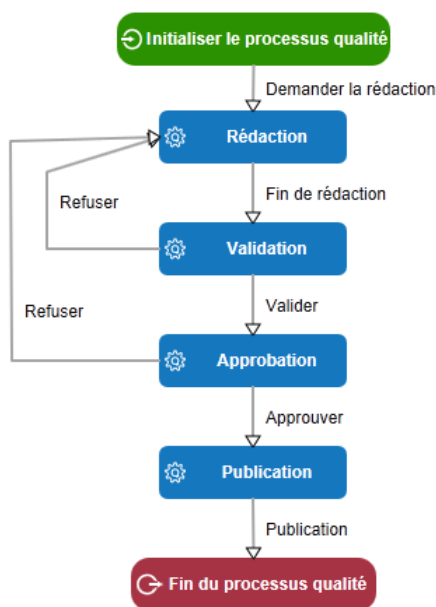 Initialiser le processus qualité
Demander la rédaction
Rédaction
Fin de rédaction
Refuser
Validation
Valider
Refuser
Approbation
Approuver
Publication
Publication
Fin du processus qualité